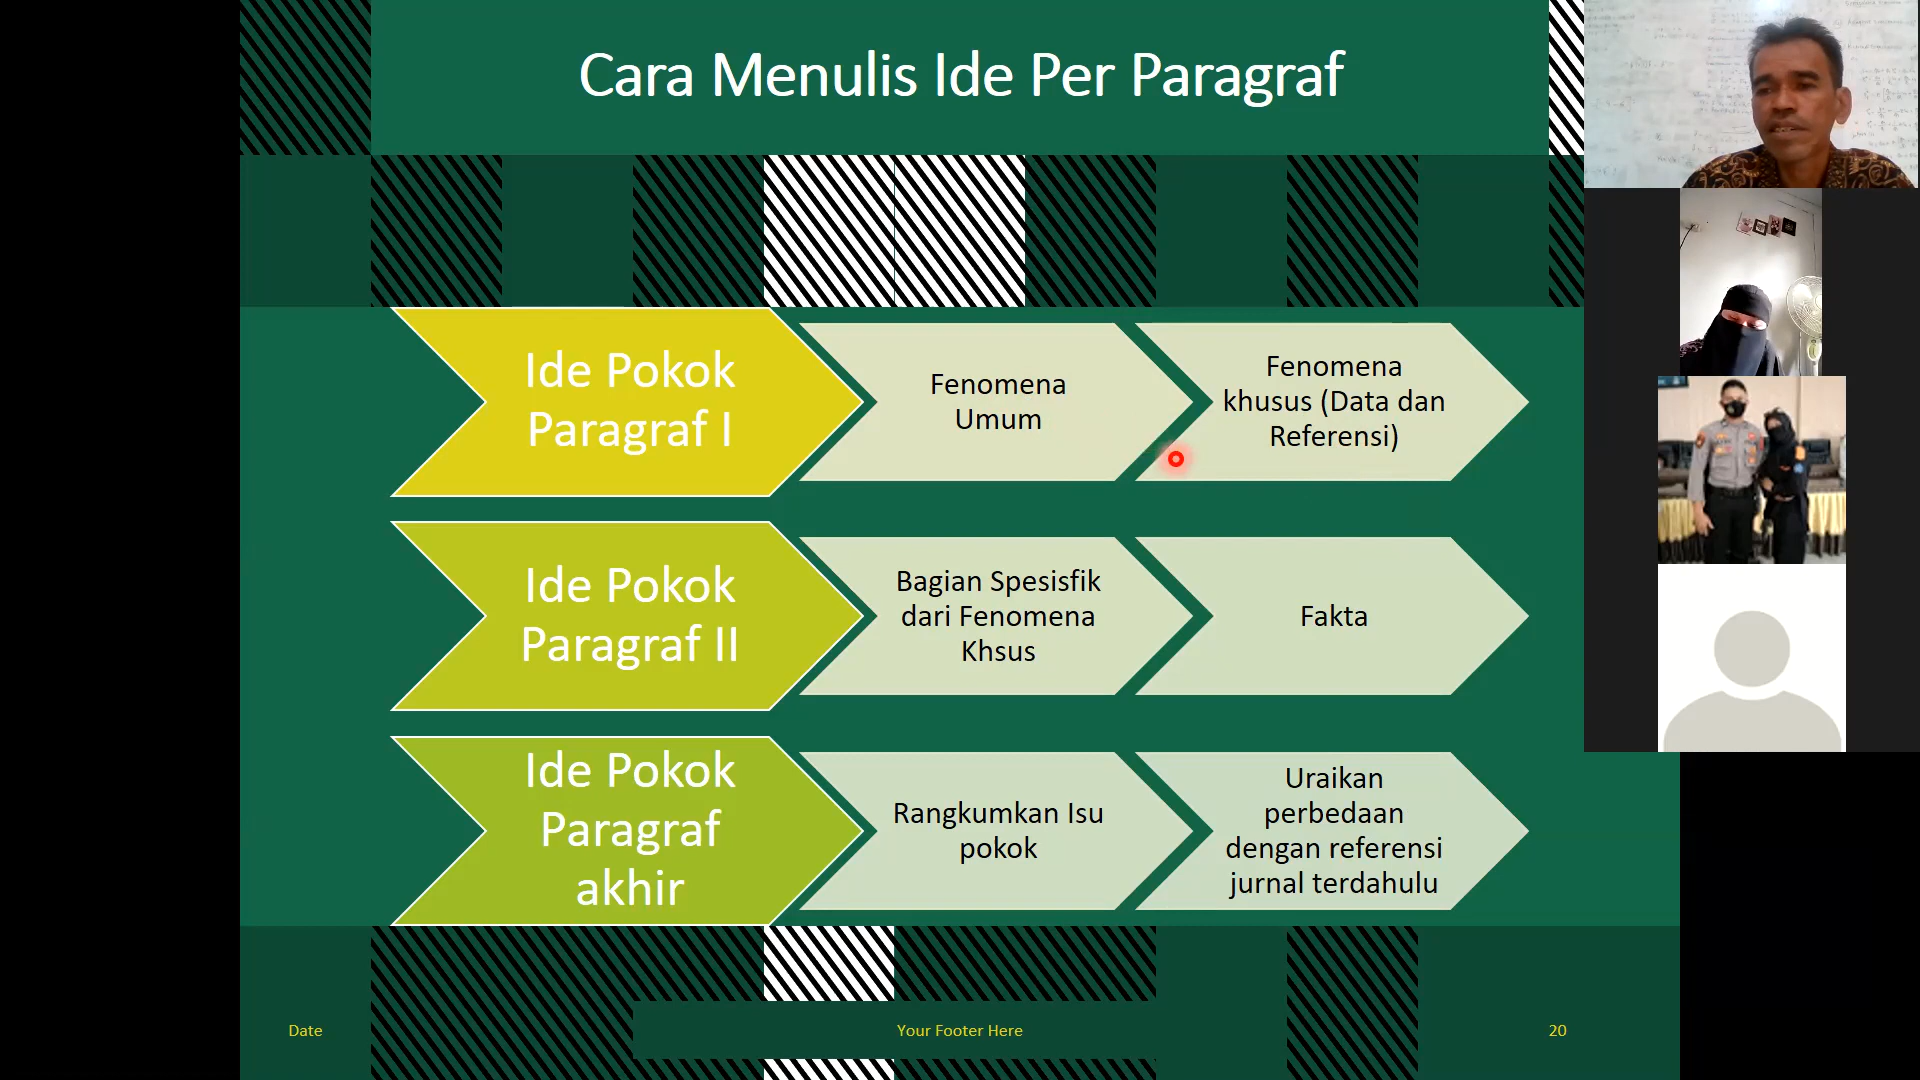 Cara Menulis Ide Per Paragraf
Ide Pokok
Paragraf I
Fenomena
Umum
Fenomena
khusus (Data dan
Referensi)
Ide Pokok
Paragraf II
Bagian Spesisfik
dari Fenomena
Khsus
Fakta
Ide Pokok
Paragraf
akhir
Rangkumkan Isu
pokok
Uraikan
perbedaan
dengan referensi
jurnal terdahulu
Date
Your Footer Here
20